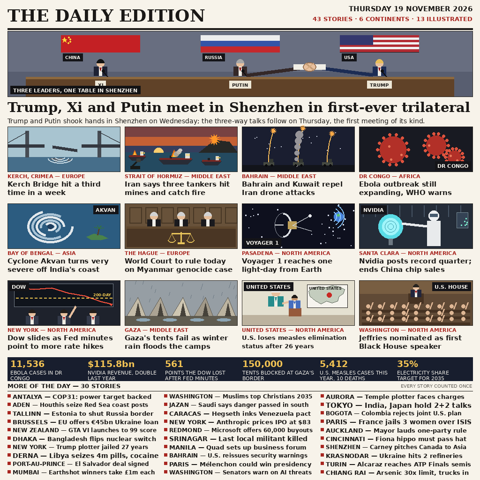 THE DAILY EDITION
THURSDAY 19 NOVEMBER 2026
43 STORIES · 6 CONTINENTS · 13 ILLUSTRATED
CHINA
RUSSIA
USA
XI
PUTIN
TRUMP
THREE LEADERS, ONE TABLE IN SHENZHEN
Trump, Xi and Putin meet in Shenzhen in first-ever trilateral
Trump and Putin shook hands in Shenzhen on Wednesday; the three-way talks follow on Thursday, the first meeting of its kind.
KERCH, CRIMEA — EUROPE
Kerch Bridge hit a third
time in a week
STRAIT OF HORMUZ — MIDDLE EAST
Iran says three tankers hit
mines and catch fire
BAHRAIN — MIDDLE EAST
Bahrain and Kuwait repel
Iran drone attacks
DR CONGO
DR CONGO — AFRICA
Ebola outbreak still
expanding, WHO warns
AKVAN
BAY OF BENGAL — ASIA
Cyclone Akvan turns very
severe off India's coast
THE HAGUE — EUROPE
World Court to rule today
on Myanmar genocide case
VOYAGER 1
PASADENA — NORTH AMERICA
Voyager 1 reaches one
light-day from Earth
NVIDIA
SANTA CLARA — NORTH AMERICA
Nvidia posts record quarter;
ends China chip sales
DOW
200-DAY
NEW YORK — NORTH AMERICA
Dow slides as Fed minutes
point to more rate hikes
GAZA — MIDDLE EAST
Gaza's tents fail as winter
rain floods the camps
UNITED STATES
UNITED STATES
UNITED STATES — NORTH AMERICA
U.S. loses measles elimination
status after 26 years
U.S. HOUSE
WASHINGTON — NORTH AMERICA
Jeffries nominated as first
Black House speaker
11,536
EBOLA CASES IN DR
CONGO
$115.8bn
NVIDIA REVENUE, DOUBLE
LAST YEAR
561
POINTS THE DOW LOST
AFTER FED MINUTES
150,000
TENTS BLOCKED AT GAZA'S
BORDER
5,412
U.S. MEASLES CASES THIS
YEAR, 10 DEATHS
35%
ELECTRICITY SHARE
TARGET FOR 2035
MORE OF THE DAY — 30 STORIES
EVERY STORY COUNTED ONCE
ANTALYA — COP31: power target backed
ADEN — Houthis seize Red Sea coast posts
TALLINN — Estonia to shut Russia border
BRUSSELS — EU offers €45bn Ukraine loan
NEW ZEALAND — GTA VI launches to 99 score
DHAKA — Bangladesh flips nuclear switch
NEW YORK — Trump plotter jailed 27 years
DERNA — Libya seizes 4m pills, cocaine
PORT-AU-PRINCE — El Salvador deal signed
MUMBAI — Earthshot winners take £1m each
WASHINGTON — Muslims top Christians 2035
JAZAN — Saudi says danger passed in south
CARACAS — Hegseth inks Venezuela pact
NEW YORK — Anthropic races IPO at $83
REDMOND — Microsoft offers 60,000 buyouts
SRINAGAR — Last local militant killed
MANILA — Quad sets up business forum
BAHRAIN — U.S. reissues security warnings
PARIS — Mélenchon could win presidency
WASHINGTON — Senators warn on AI threats
AURORA — Temple plotter faces charges
TOKYO — India, Japan hold 2+2 talks
BOGOTA — Colombia rejects joint U.S. plan
PARIS — France jails 3 women over ISIS
AUCKLAND — Mayor lauds one-party rule
CINCINNATI — Fiona hippo must pass hat
SHENZHEN — Carney pitches Canada to Asia
KRASNODAR — Ukraine hits 2 refineries
TURIN — Alcaraz reaches ATP Finals semis
CHIANG RAI — Arsenic 30x limit, trucks in